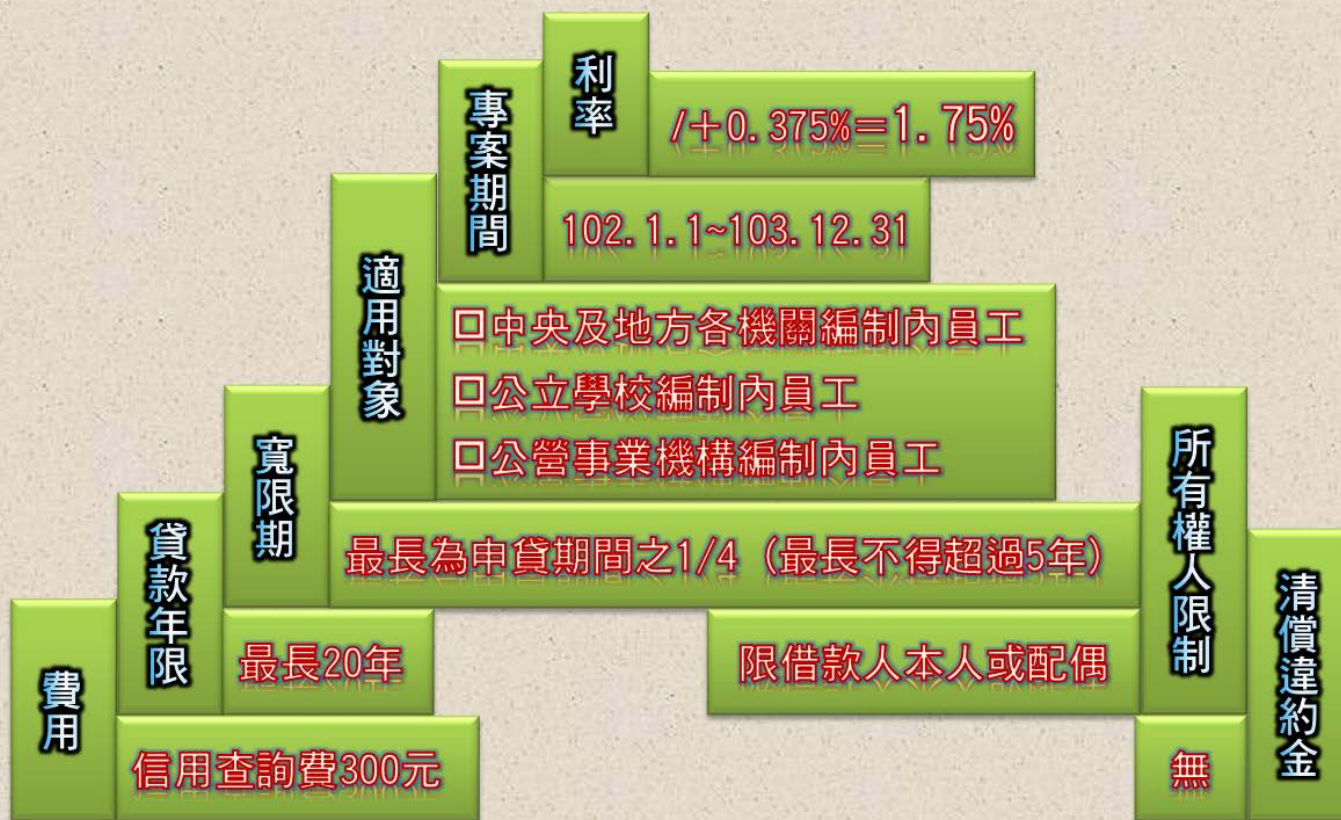 利率
/+0.375%=1.75%
專案期間
102.1.1~103.12.31
適用對象
□中央及地方各機關編制內員工
□公立學校編制內員工
□公營事業機構編制內員工
寬限期
最長為申貸期間之1/4（最長不得超過5年）
貸款年限
最長20年
費用
信用查詢費300元
所有權人限制
限借款人本人或配偶
清償違約金
無